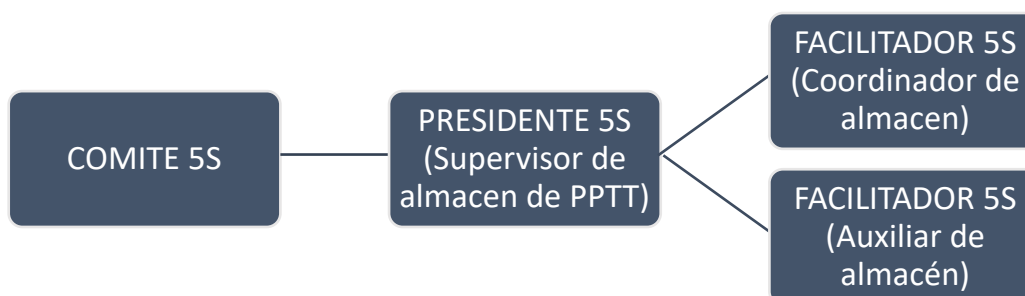 COMITE 5S
PRESIDENTE 5S
(Supervisor de
almacen de PPTT)
FACILITADOR 5S
(Coordinador de
almacen)
FACILITADOR 5S
(Auxiliar de
almacén)